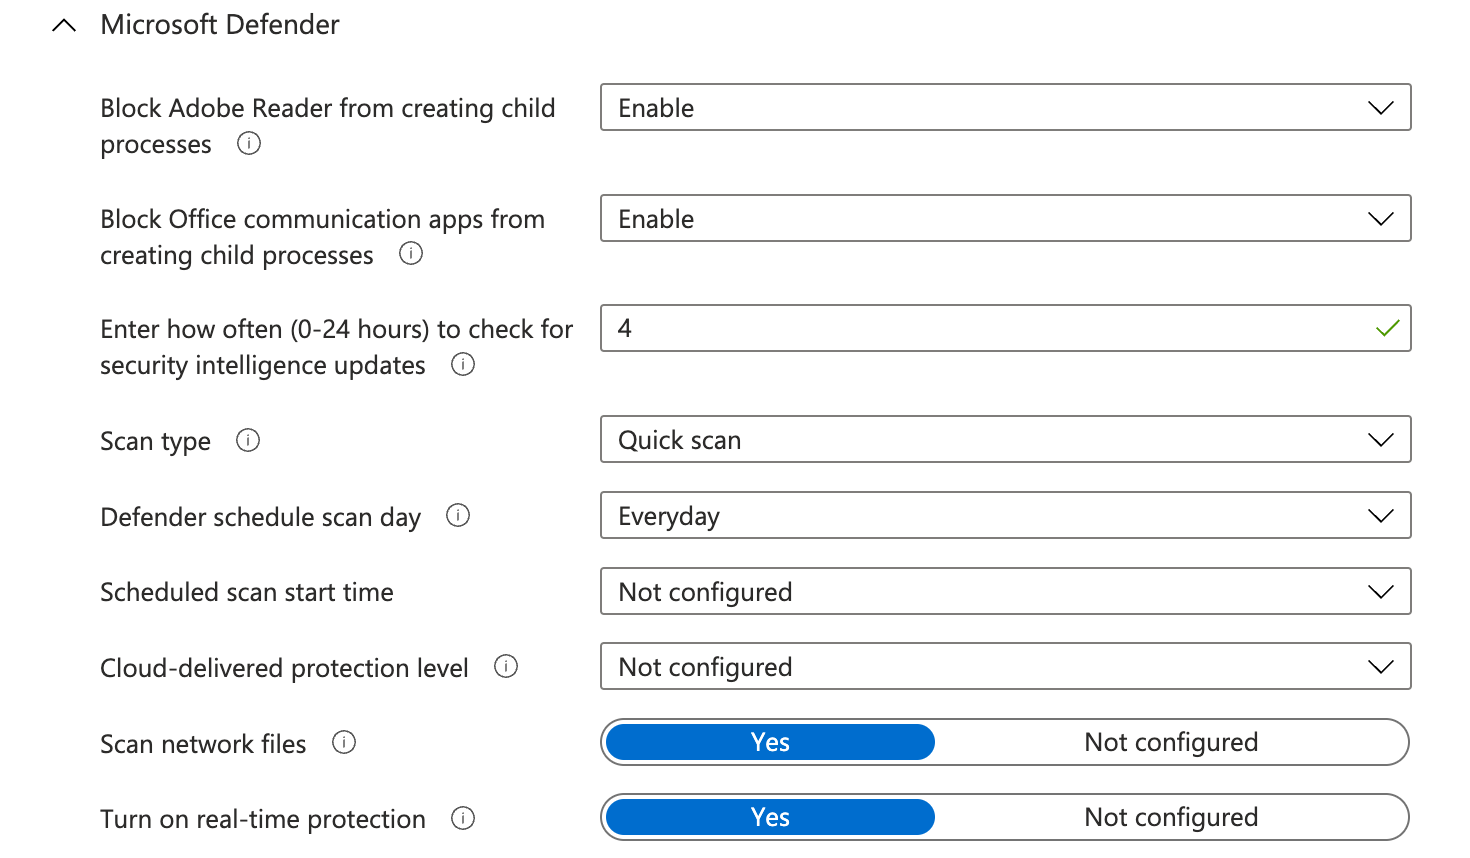 Microsoft Defender
Block Adobe Reader from creating child
processes
Enable
Block Office communication apps from
creating child processes
Enable
Enter how often (0-24 hours) to check for
security intelligence updates
4
Scan type
Quick scan
Defender schedule scan day
Everyday
Scheduled scan start time
Not configured
Cloud-delivered protection level
Not configured
Scan network files
Yes
Not configured
Turn on real-time protection
Yes
Not configured